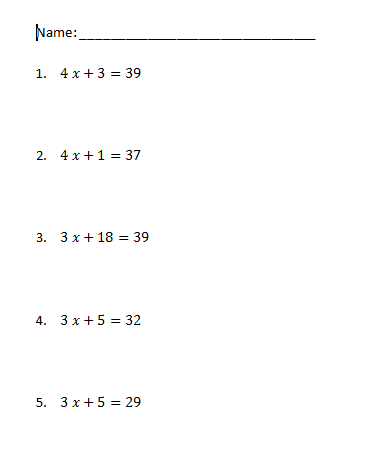 Name:________________________________
1. 4 x + 3 = 39
2. 4 x + 1 = 37
3. 3 x + 18 = 39
4. 3 x + 5 = 32
5. 3 x + 5 = 29